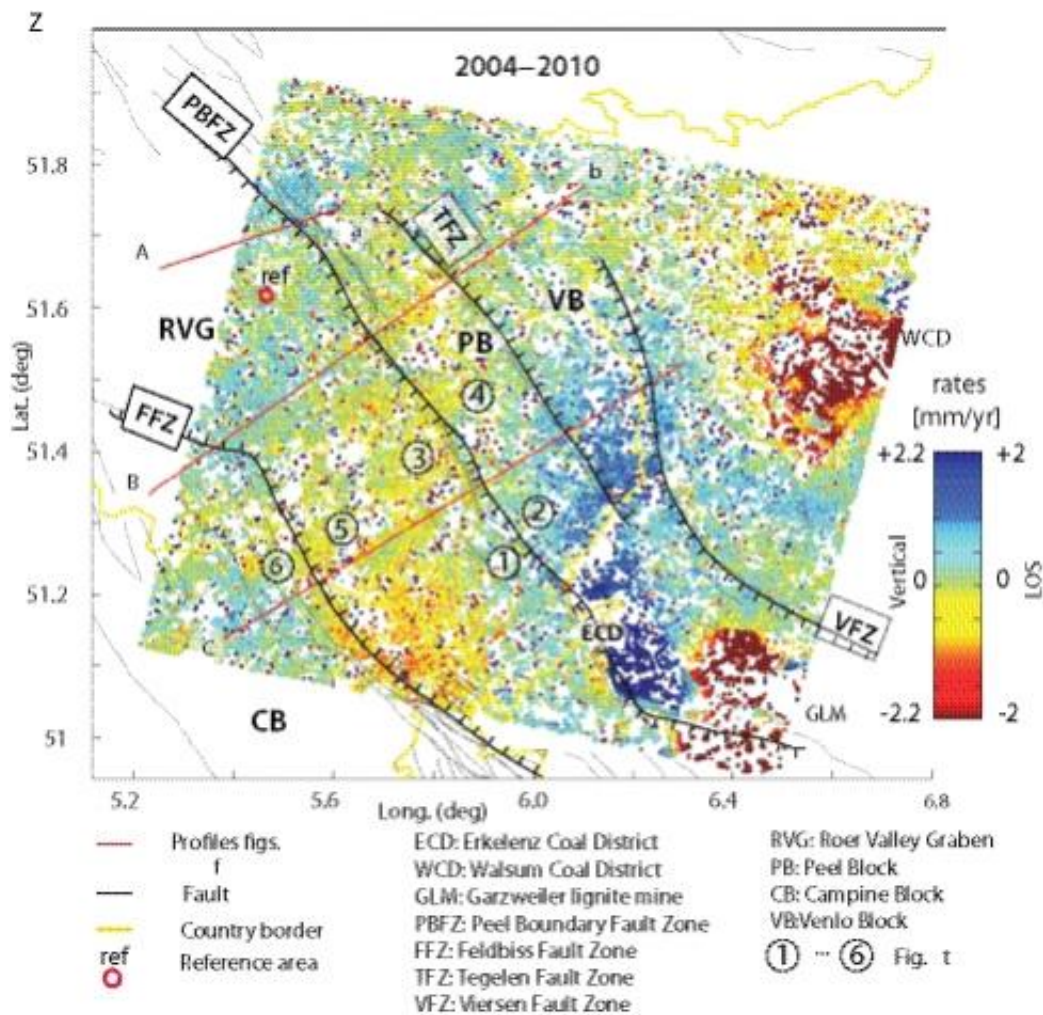 Z
2004–2010
PBFZ
TFZ
b
a
A
ref
RVG
VB
PB
WCD
c
FFZ
B
4
3
2
5
1
6
ECD
C
CB
VFZ
GLM
rates
[mm/yr]
+2.2 +2
Vertical 0 0 LOS
-2.2 -2
Lat. (deg)
51.8
51.6
51.4
51.2
51
5.2 5.6 6.0 6.4 6.8
Long. (deg)
Profiles figs.
f
Fault
Country border
ref
Reference area
ECD: Erkelenz Coal District
WCD: Walsum Coal District
GLM: Garzweiler lignite mine
PBFZ: Peel Boundary Fault Zone
FFZ: Feldbiss Fault Zone
TFZ: Tegelen Fault Zone
VFZ: Viersen Fault Zone
RVG: Roer Valley Graben
PB: Peel Block
CB: Campine Block
VB:Venlo Block
1 ... 6 Fig. t